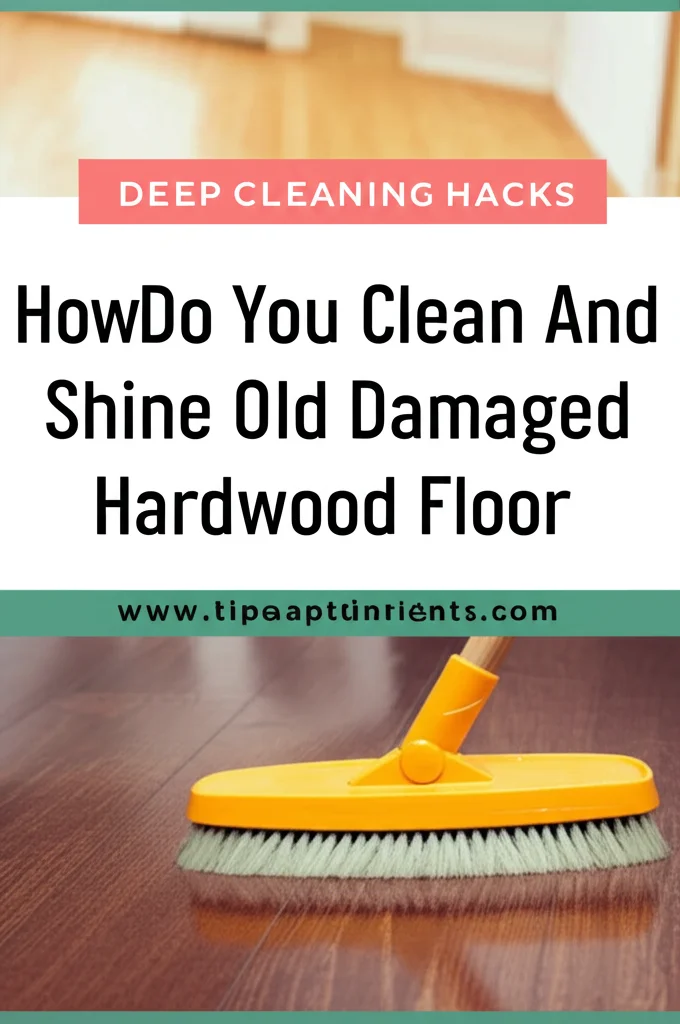 DEEP CLEANING HACKS
HowDo You Clean And
Shine Old Damaged
Hardwood Floor